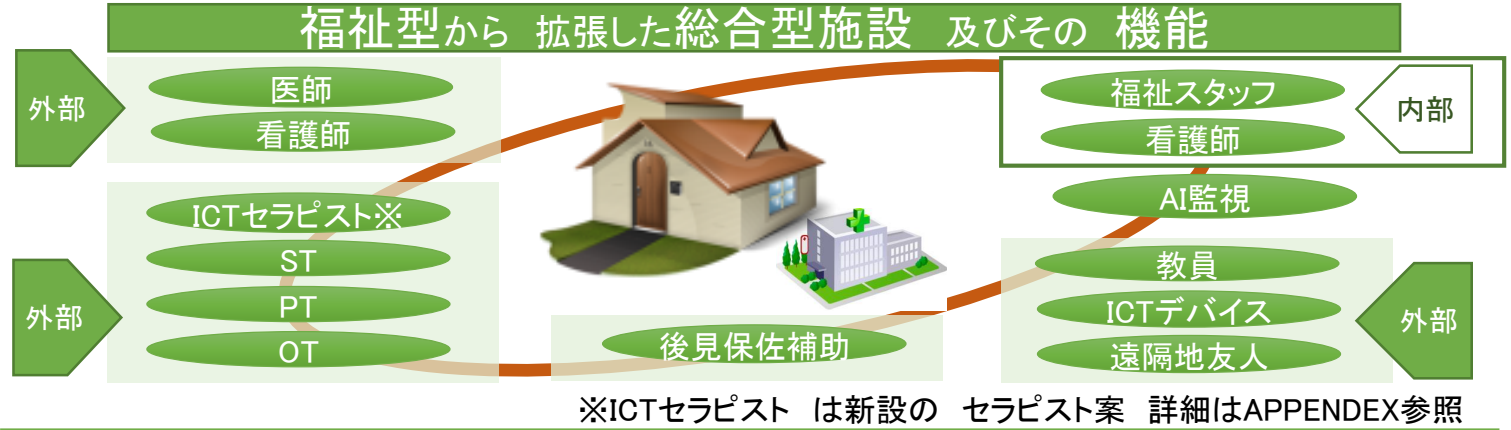 福祉型から 拡張した総合型施設 及びその 機能
外部
医師
看護師
福祉スタッフ
看護師
内部
AI監視
外部
ICTセラピスト※
ST
PT
OT
後見保佐補助
教員
ICTデバイス
遠隔地友人
外部
※ICTセラピスト は新設の セラピスト案 詳細はAPPENDEX参照